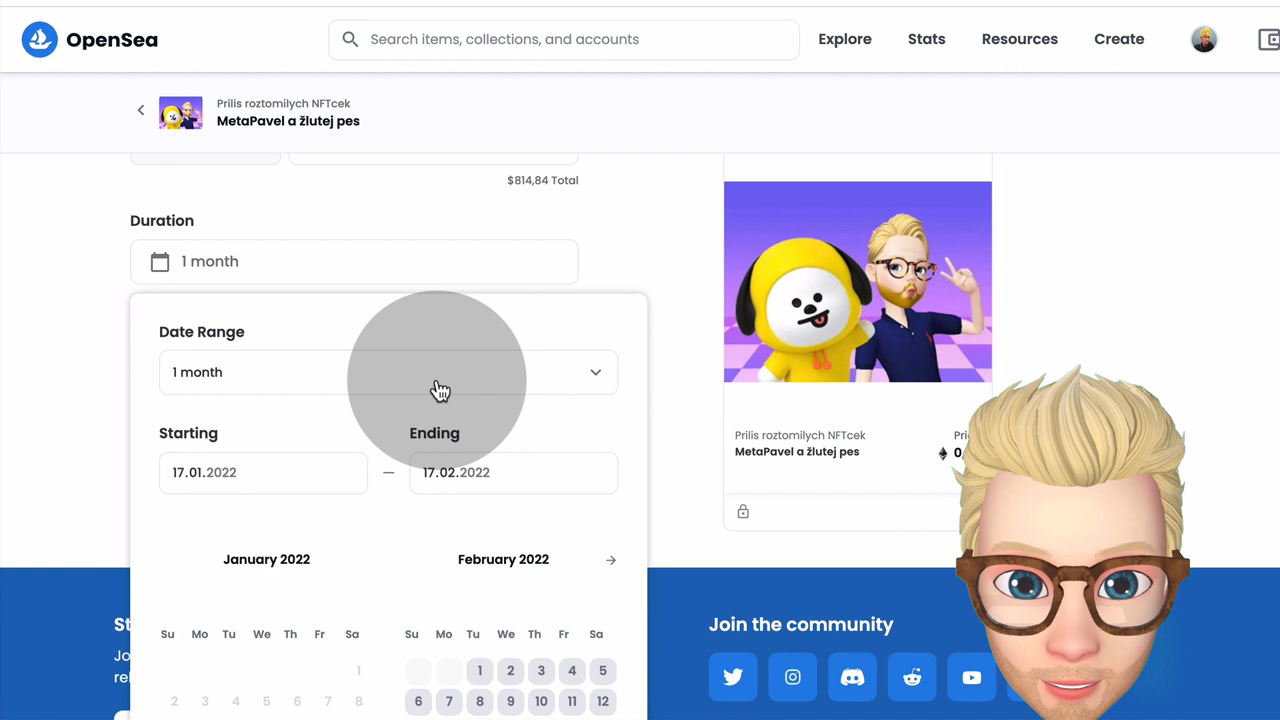 OpenSea
Search items, collections, and accounts
Explore
Stats
Resources
Create
Prilis roztomilych NFTcek
MetaPavel a žlutej pes
$814,84 Total
Duration
1 month
Date Range
1 month
Starting
Ending
17.01.2022
—
17.02.2022
January 2022
February 2022
Su Mo Tu We Th Fr Sa
Su Mo Tu We Th Fr Sa
1
1 2 3 4 5
2 3 4 5 6 7 8
6 7 8 9 10 11 12
Prilis roztomilych NFTcek
MetaPavel a žlutej pes
Join the community